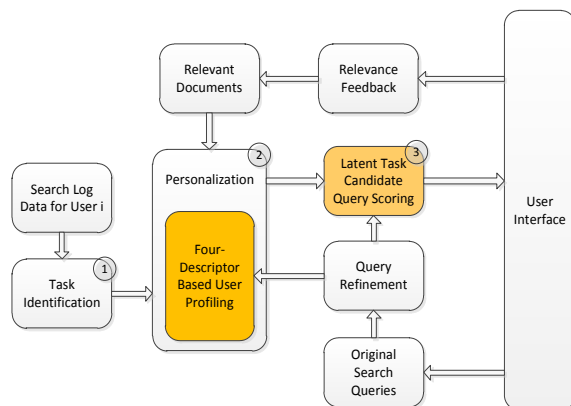 Relevant
Documents
Relevance
Feedback
2
3
Personalization
Latent Task
Candidate
Query Scoring
Search Log
Data for User i
User
Interface
Four-
Descriptor
Based User
Profiling
1
Task
Identification
Query
Refinement
Original
Search
Queries